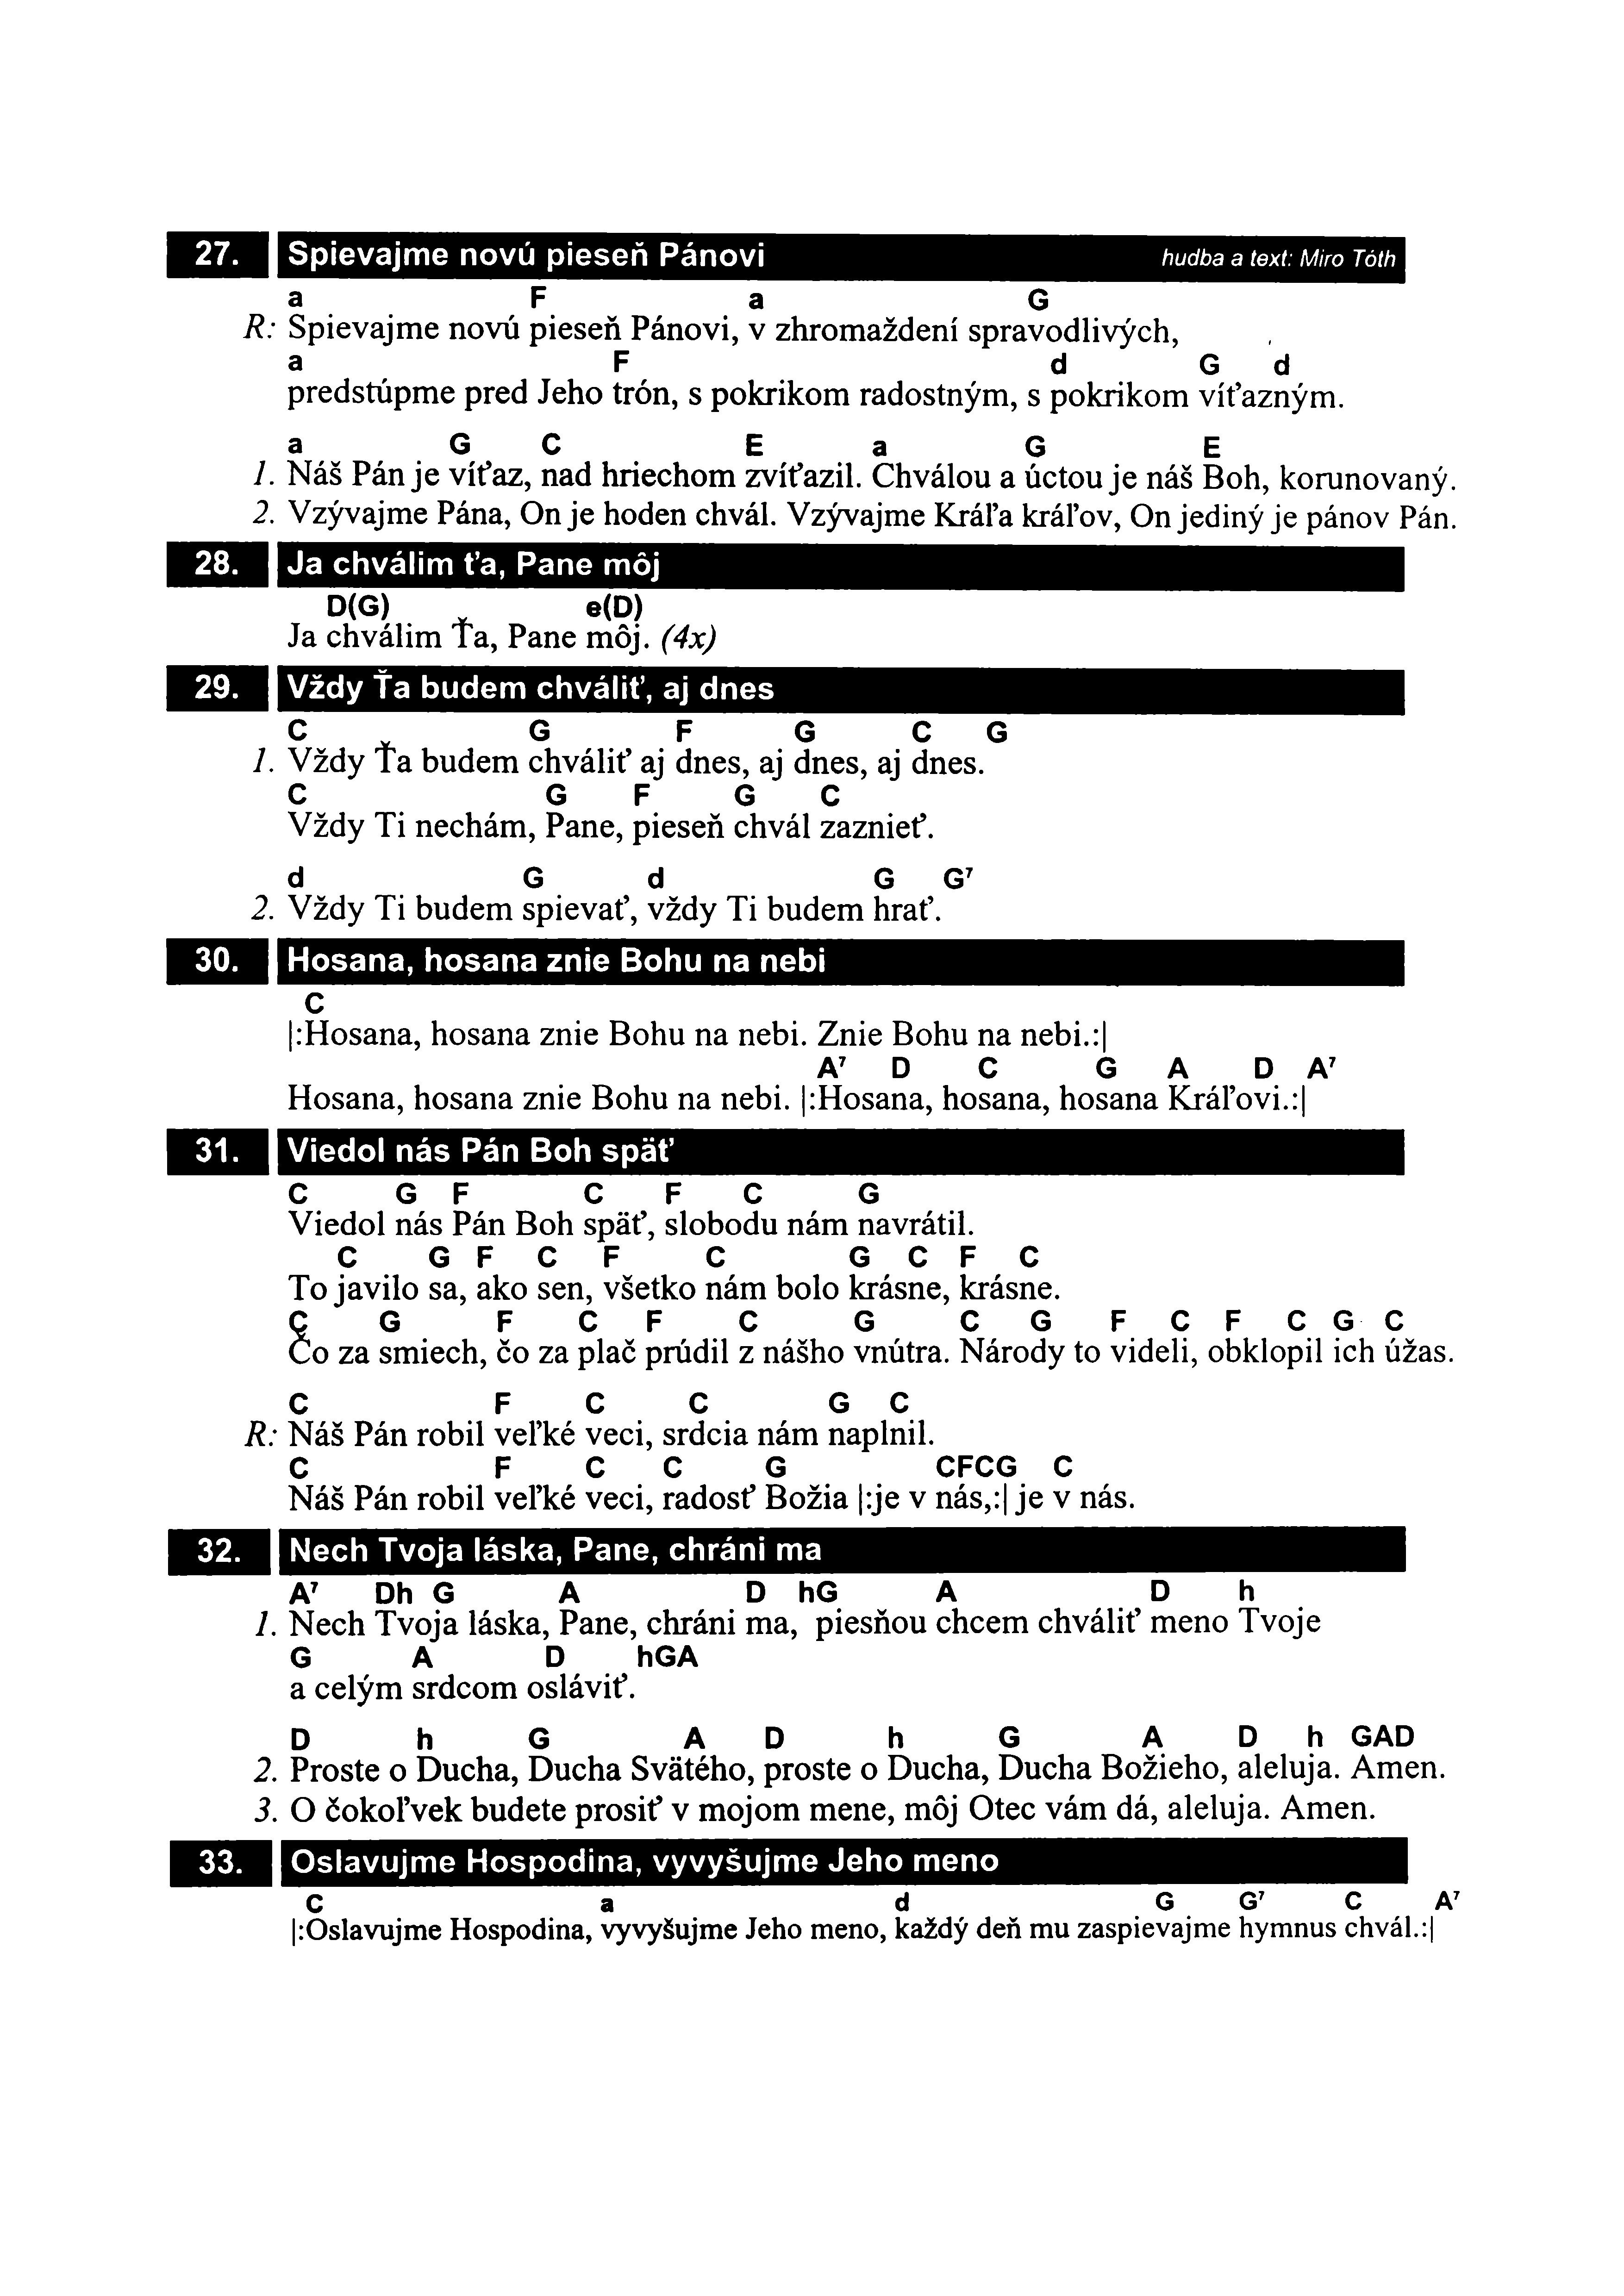 27. Spievajme novú pieseň Pánovi hudba a text: Miro Tóth
a F a G
R: Spievajme novú pieseň Pánovi, v zhromaždení spravodlivých,
a F d G d
predstúpme pred Jeho trón, s pokrikom radostným, s pokrikom víťazným.
a G C E a G E
1. Náš Pán je víťaz, nad hriechom zvíťazil. Chválou a úctou je náš Boh, korunovaný.
2. Vzývajme Pána, On je hoden chvál. Vzývajme Kráľa kráľov, On jediný je pánov Pán.
28. Ja chválim ťa, Pane môj
D(G) e(D)
Ja chválim Ťa, Pane môj. (4x)
29. Vždy Ťa budem chváliť, aj dnes
C G F G C G
1. Vždy Ťa budem chváliť aj dnes, aj dnes, aj dnes.
C G F G C
Vždy Ti nechám, Pane, pieseň chvál zaznieť.
d G d G G⁷
2. Vždy Ti budem spievať, vždy Ti budem hrať.
30. Hosana, hosana znie Bohu na nebi
C
|:Hosana, hosana znie Bohu na nebi. Znie Bohu na nebi.:|
A⁷ D C G A D A⁷
Hosana, hosana znie Bohu na nebi. |:Hosana, hosana, hosana Kráľovi.:|
31. Viedol nás Pán Boh späť
C G F C F C G
Viedol nás Pán Boh späť, slobodu nám navrátil.
C G F C F C G C F C
To javilo sa, ako sen, všetko nám bolo krásne, krásne.
C G F C F C G C G F C F C G C
Čo za smiech, čo za plač prúdil z nášho vnútra. Národy to videli, obklopil ich úžas.
C F C C G C
R: Náš Pán robil veľké veci, srdcia nám naplnil.
C F C C G CFCG C
Náš Pán robil veľké veci, radosť Božia |:je v nás,:| je v nás.
32. Nech Tvoja láska, Pane, chráni ma
A⁷ Dh G A D hG A D h
1. Nech Tvoja láska, Pane, chráni ma, piesňou chcem chváliť meno Tvoje
G A D hGA
a celým srdcom osláviť.
D h G A D h G A D h GAD
2. Proste o Ducha, Ducha Svätého, proste o Ducha, Ducha Božieho, aleluja. Amen.
3. O čokoľvek budete prosiť v mojom mene, môj Otec vám dá, aleluja. Amen.
33. Oslavujme Hospodina, vyvyšujme Jeho meno
C a d G G⁷ C A⁷
|:Oslavujme Hospodina, vyvyšujme Jeho meno, každý deň mu zaspievajme hymnus chvál.:|